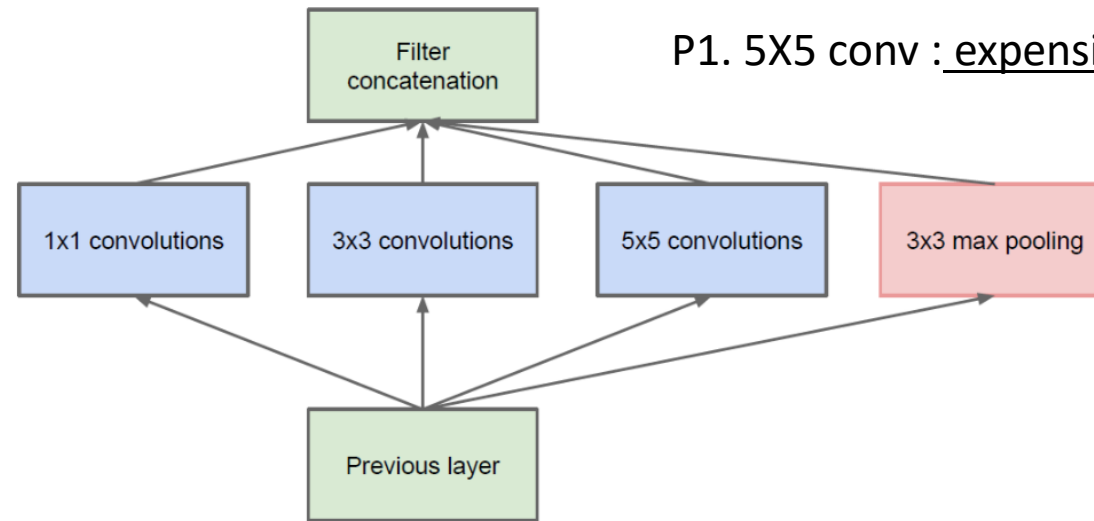 Filter
concatenation
P1. 5X5 conv :
1x1 convolutions
3x3 convolutions
5x5 convolutions
3x3 max pooling
Previous layer